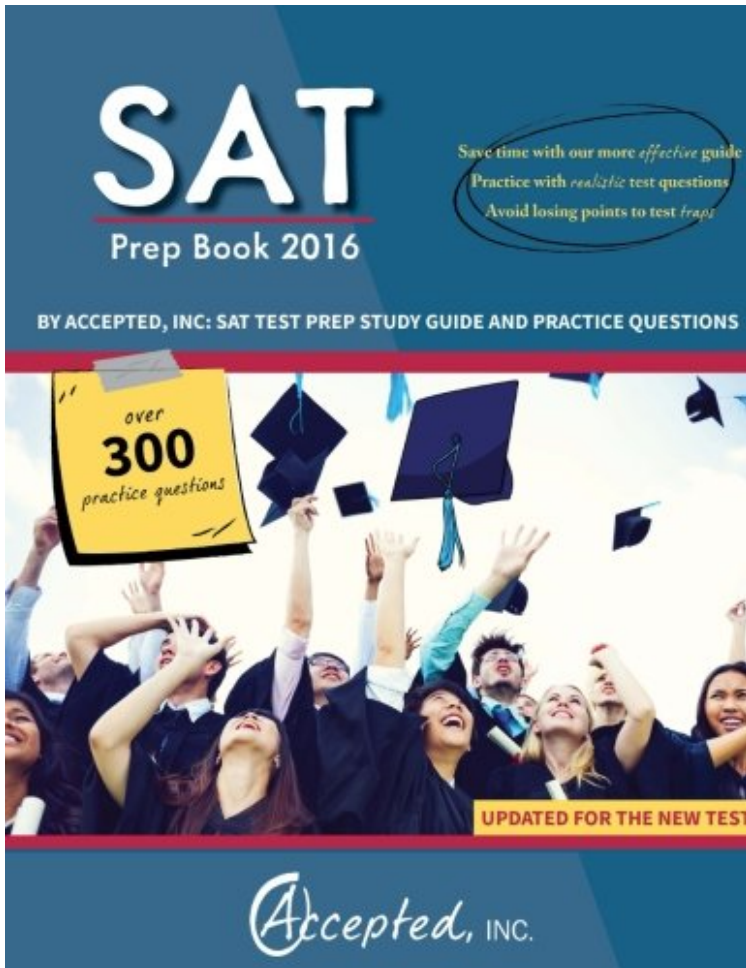 SAT
Prep Book 2016
Save time with our more effective guide
Practice with realistic test questions
Avoid losing points to test traps
BY ACCEPTED, INC: SAT TEST PREP STUDY GUIDE AND PRACTICE QUESTIONS
over
300
practice questions
UPDATED FOR THE NEW TEST
Accepted, INC.